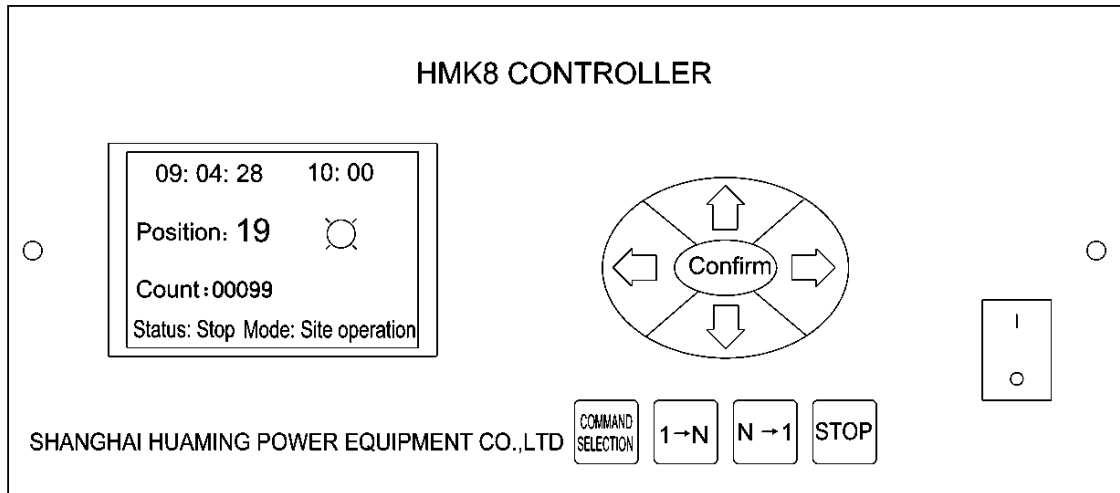 HMK8 CONTROLLER
09: 04: 28 10: 00
Position: 19
Count:00099
Status: Stop Mode: Site operation
Confirm
I
O
SHANGHAI HUAMING POWER EQUIPMENT CO.,LTD
COMMAND
SELECTION
1→N
N→1
STOP